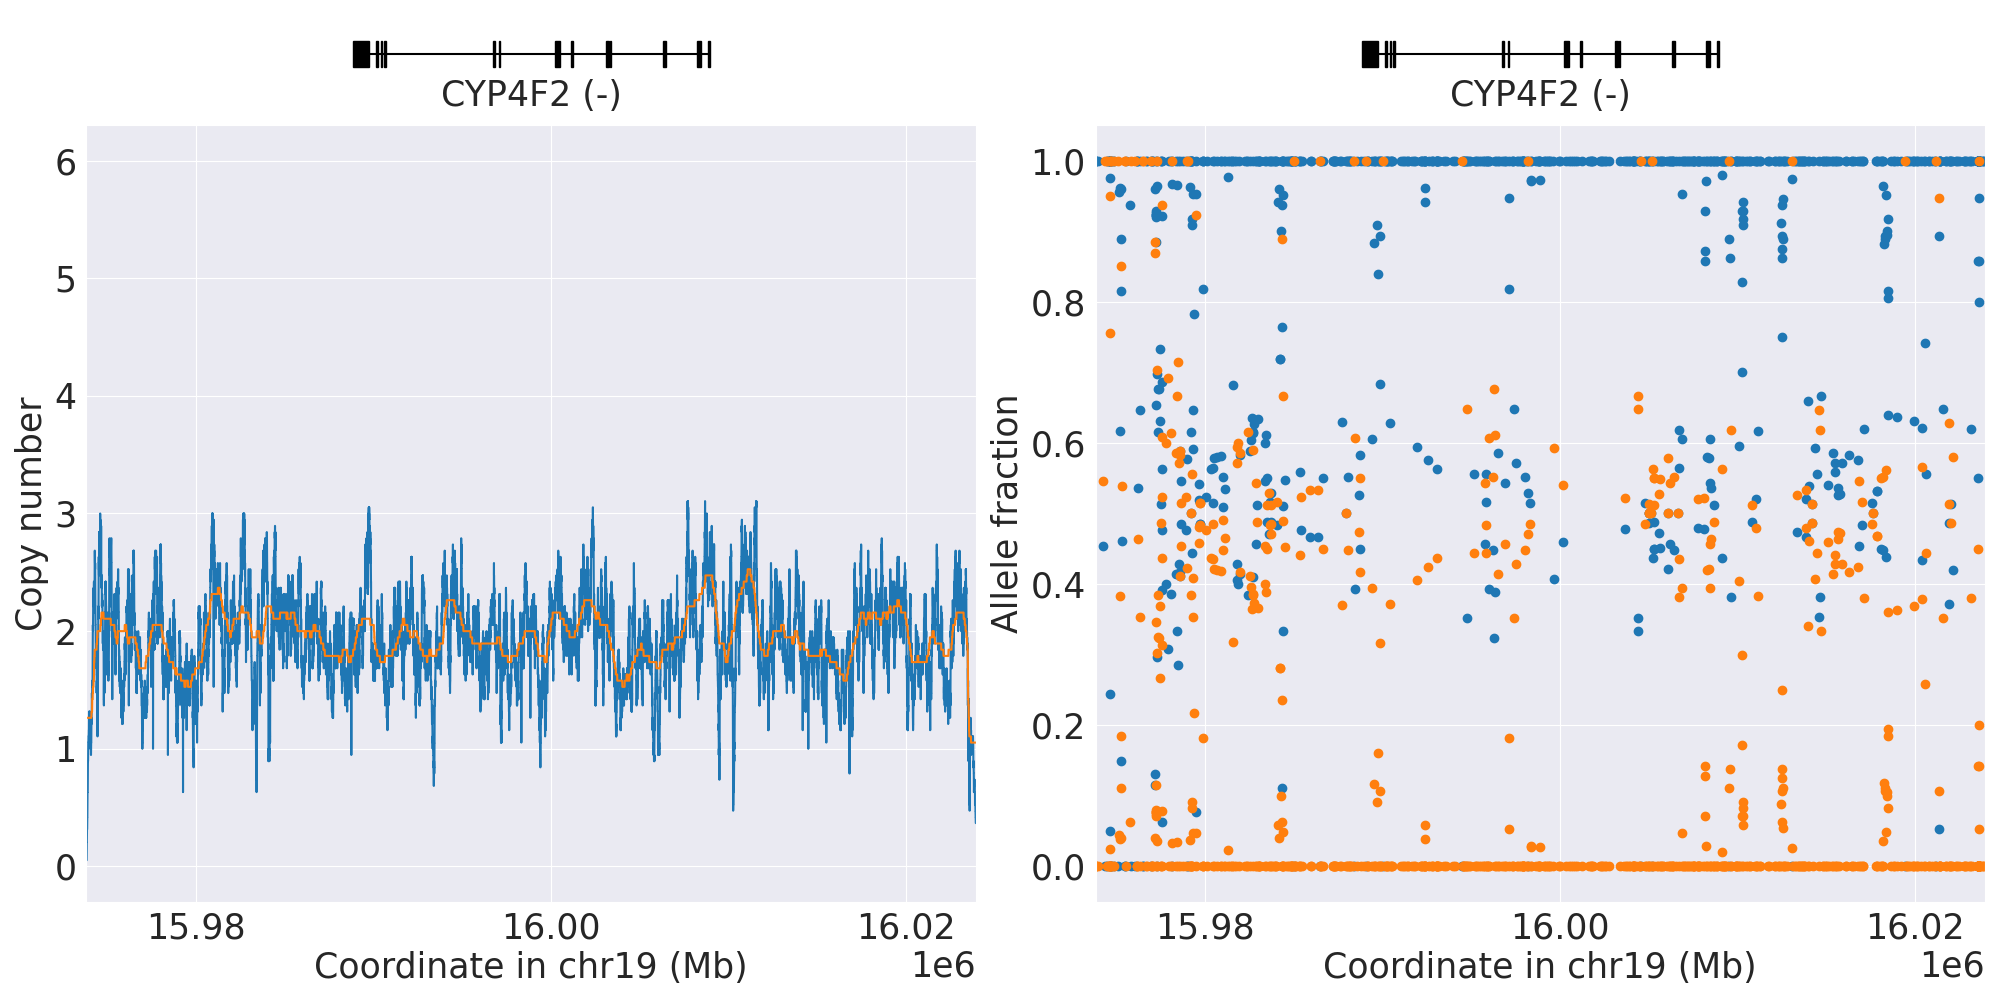 CYP4F2 (-)
6
5
4
3
2
1
0
Copy number
15.98
16.00
16.02
Coordinate in chr19 (Mb)
1e6
CYP4F2 (-)
1.0
0.8
0.6
0.4
0.2
0.0
Allele fraction
15.98
16.00
16.02
Coordinate in chr19 (Mb)
1e6